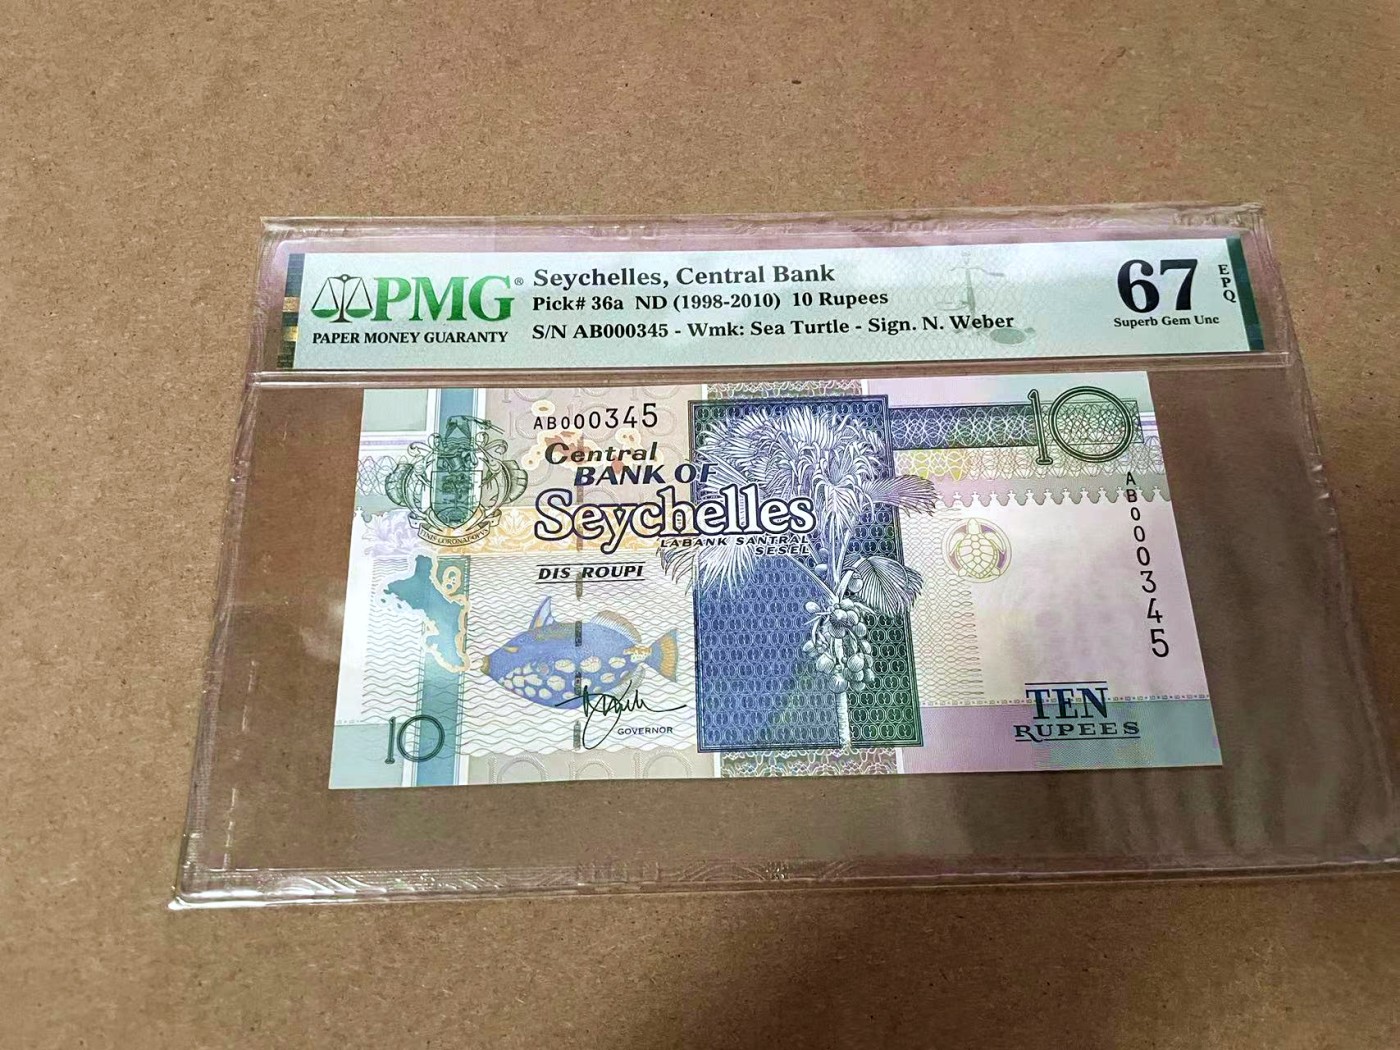 PMG®
PAPER MONEY GUARANTY
Seychelles, Central Bank
Pick# 36a ND (1998-2010) 10 Rupees
S/N AB000345 - Wmk: Sea Turtle - Sign. N. Weber
67
EPQ
Superb Gem Unc
AB000345
10
Central
BANK OF
Seychelles
LABANK SANTRAL
SESEL
DIS ROUPI
AB000345
GOVERNOR
10
TEN
RUPEES